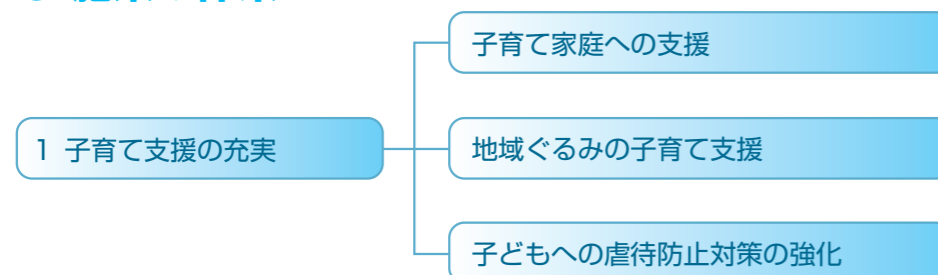 子育て家庭への支援
1 子育て支援の充実
地域ぐるみの子育て支援
子どもへの虐待防止対策の強化